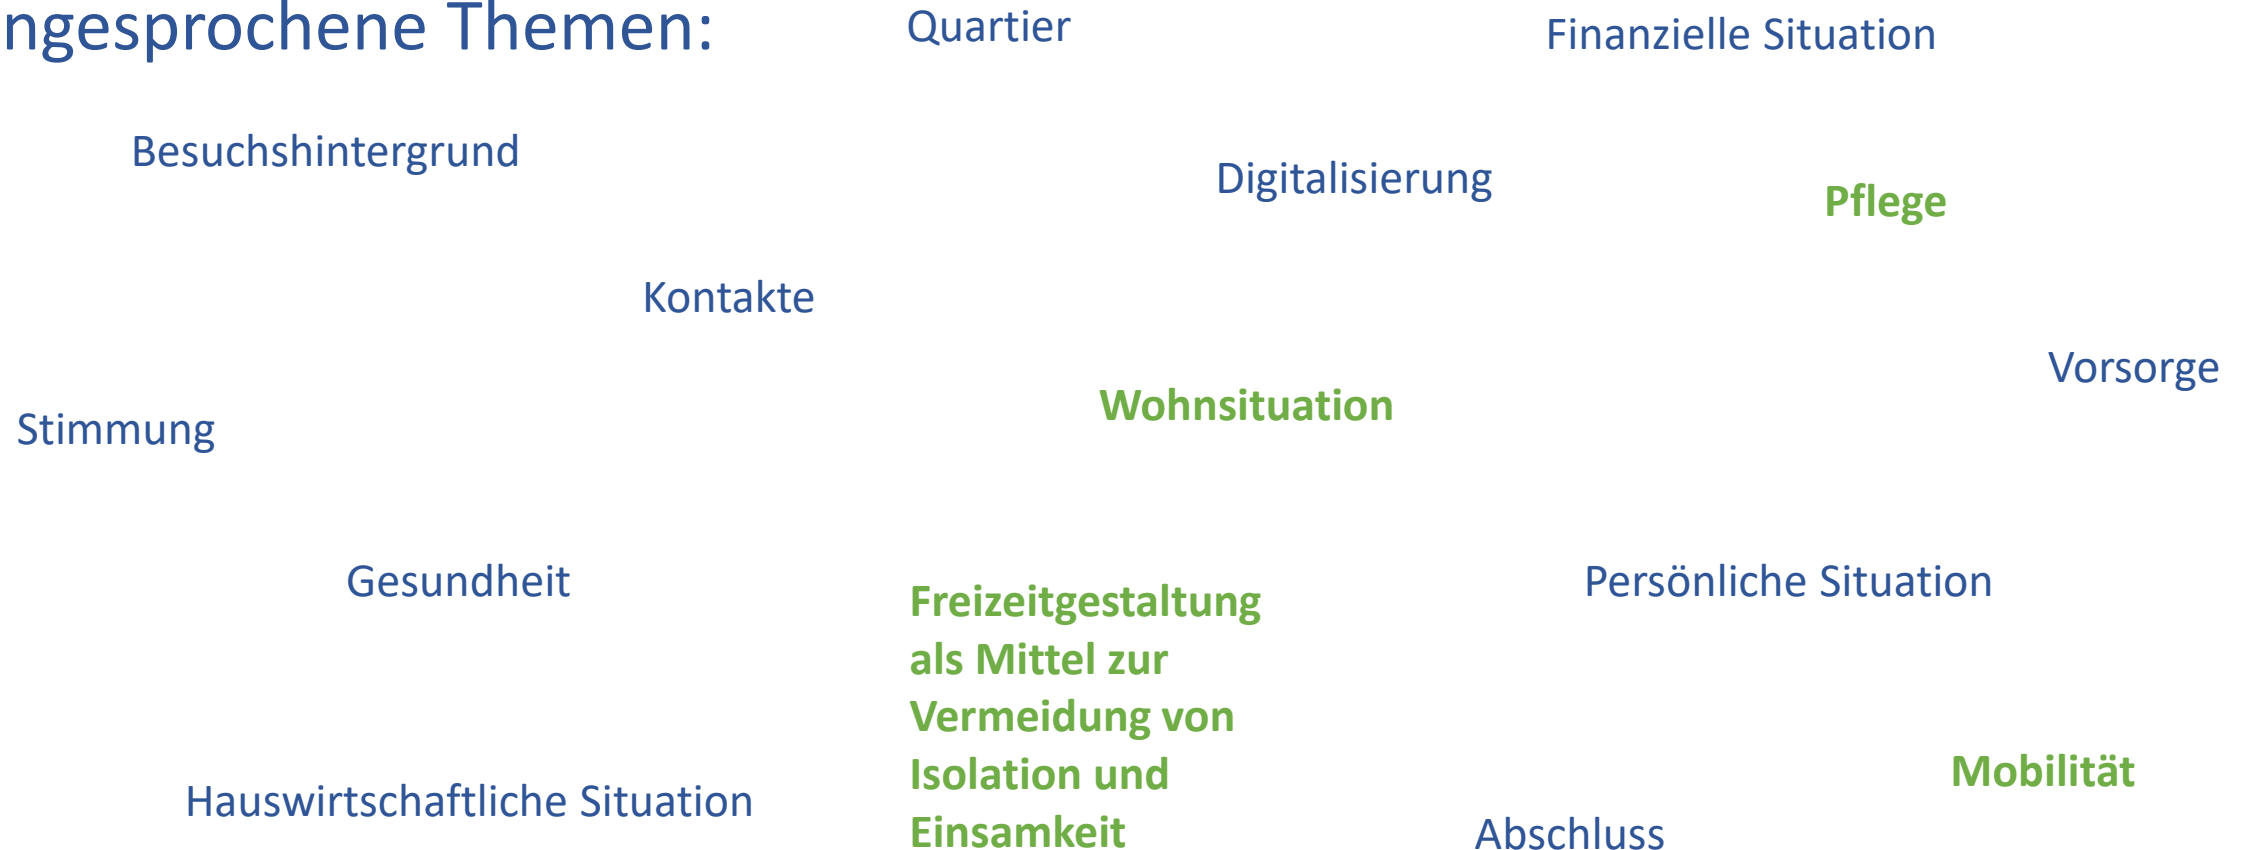 ngesprochene Themen:
Quartier
Finanzielle Situation
Besuchshintergrund
Digitalisierung
Pflege
Kontakte
Vorsorge
Wohnsituation
Stimmung
Gesundheit
Persönliche Situation
Freizeitgestaltung
als Mittel zur
Vermeidung von
Isolation und
Einsamkeit
Mobilität
Hauswirtschaftliche Situation
Abschluss